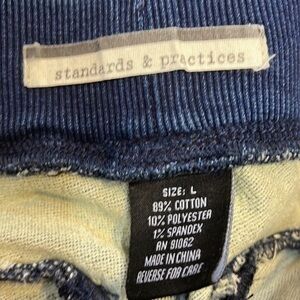 standards & practices
SIZE: L
89% COTTON
10% POLYESTER
1% SPANDEX
RN 81062
MADE IN CHINA
REVERSE FOR CARE